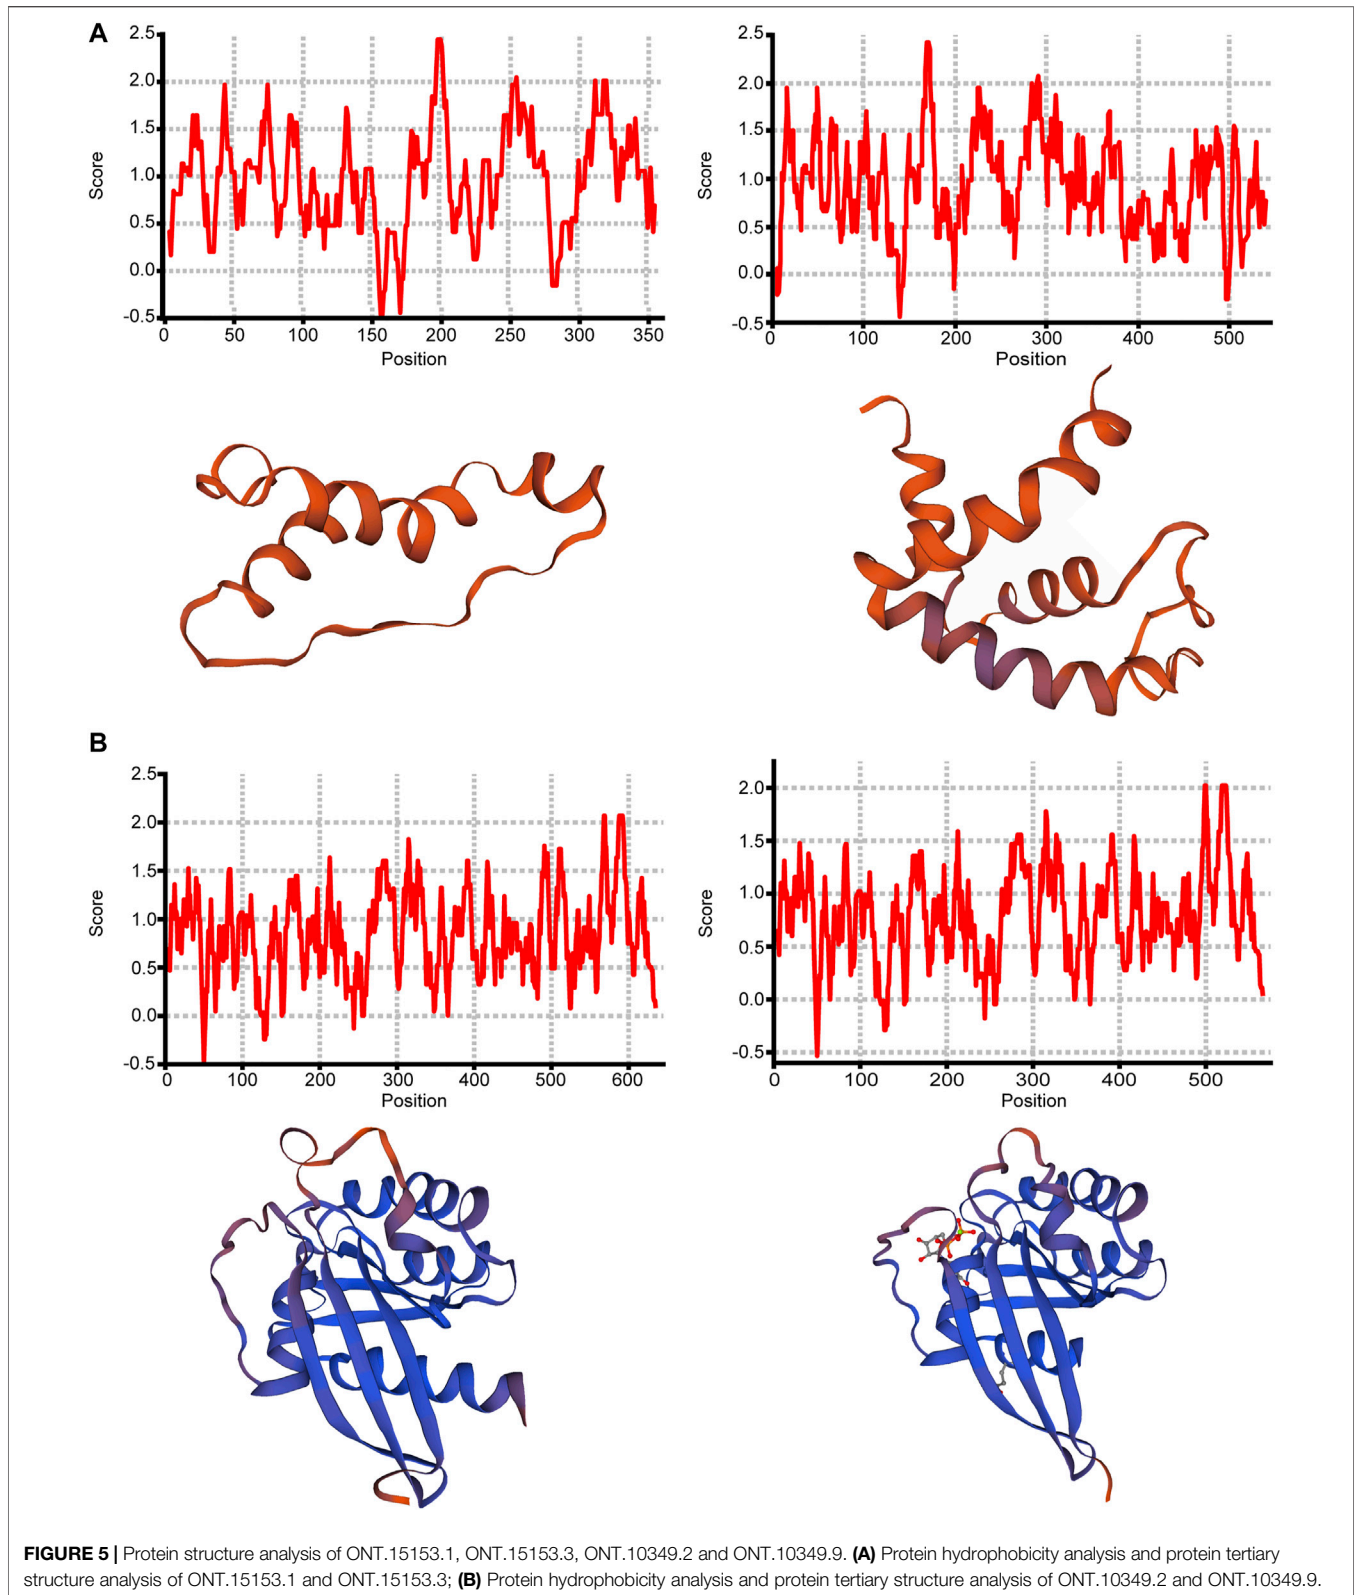 A
2.5
2.0
1.5
1.0
0.5
0.0
-0.5
Score
0 50 100 150 200 250 300 350
Position
2.5
2.0
1.5
1.0
0.5
0.0
-0.5
Score
0 100 200 300 400 500
Position
B
2.5
2.0
1.5
1.0
0.5
0.0
-0.5
Score
0 100 200 300 400 500 600
Position
2.0
1.5
1.0
0.5
0.0
-0.5
Score
0 100 200 300 400 500
Position
FIGURE 5 | Protein structure analysis of ONT.15153.1, ONT.15153.3, ONT.10349.2 and ONT.10349.9. (A) Protein hydrophobicity analysis and protein tertiary
structure analysis of ONT.15153.1 and ONT.15153.3; (B) Protein hydrophobicity analysis and protein tertiary structure analysis of ONT.10349.2 and ONT.10349.9.